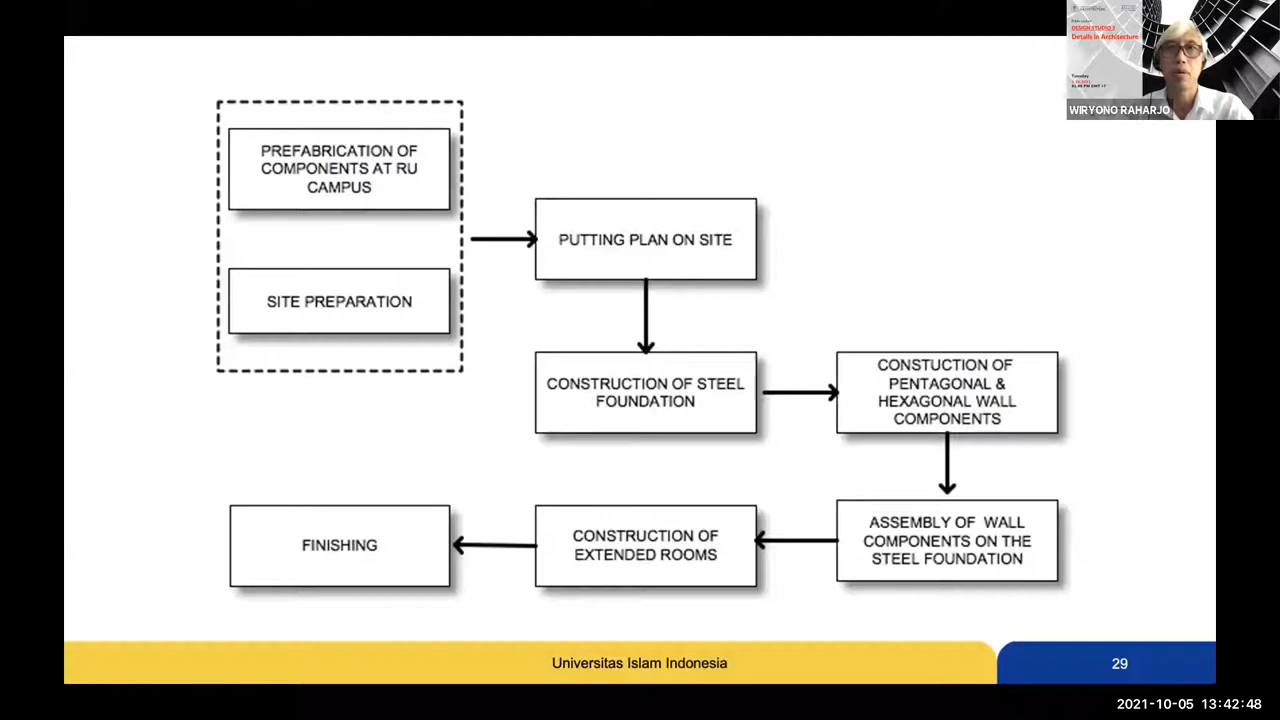 DESIGN STUDIO 3
Details in Architecture
Tuesday
WIRYONO RAHARJO
PREFABRICATION OF
COMPONENTS AT RU
CAMPUS
SITE PREPARATION
PUTTING PLAN ON SITE
CONSTRUCTION OF STEEL
FOUNDATION
CONSTUCTION OF
PENTAGONAL &
HEXAGONAL WALL
COMPONENTS
ASSEMBLY OF WALL
COMPONENTS ON THE
STEEL FOUNDATION
CONSTRUCTION OF
EXTENDED ROOMS
FINISHING
Universitas Islam Indonesia
29
2021-10-05 13:42:48